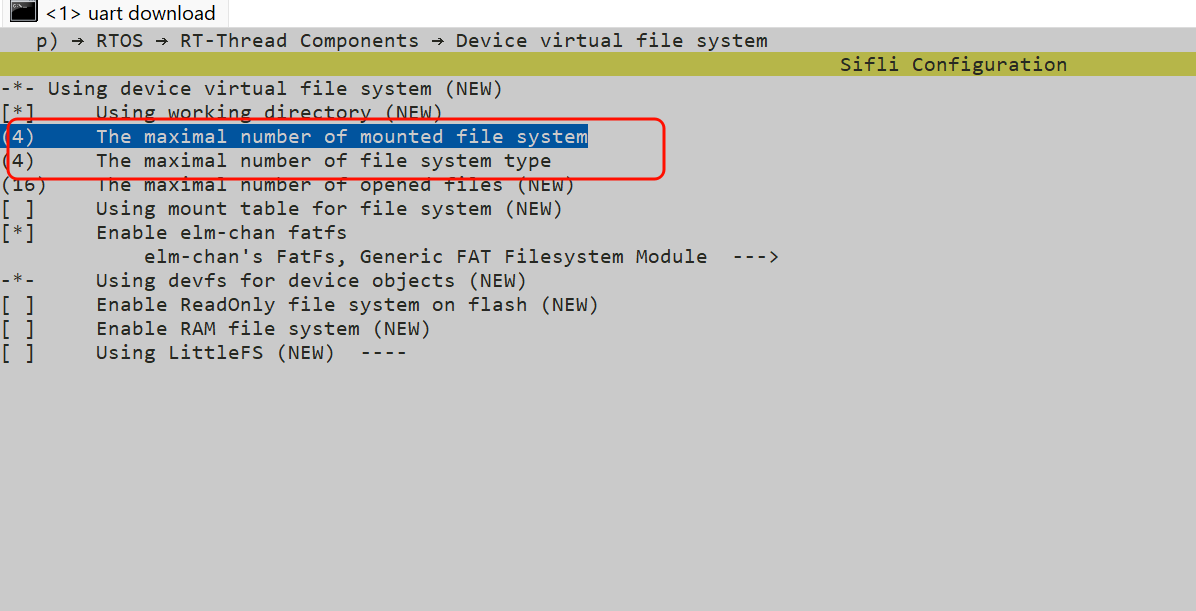 <1> uart download
p) → RTOS → RT-Thread Components → Device virtual file system
Sifli Configuration
-*- Using device virtual file system (NEW)
[*]     Using working directory (NEW)
(4)     The maximal number of mounted file system
(4)     The maximal number of file system type
(16)    The maximal number of opened files (NEW)
[ ]     Using mount table for file system (NEW)
[*]     Enable elm-chan fatfs
            elm-chan's FatFs, Generic FAT Filesystem Module  --->
-*-     Using devfs for device objects (NEW)
[ ]     Enable ReadOnly file system on flash (NEW)
[ ]     Enable RAM file system (NEW)
[ ]     Using LittleFS (NEW)  ----